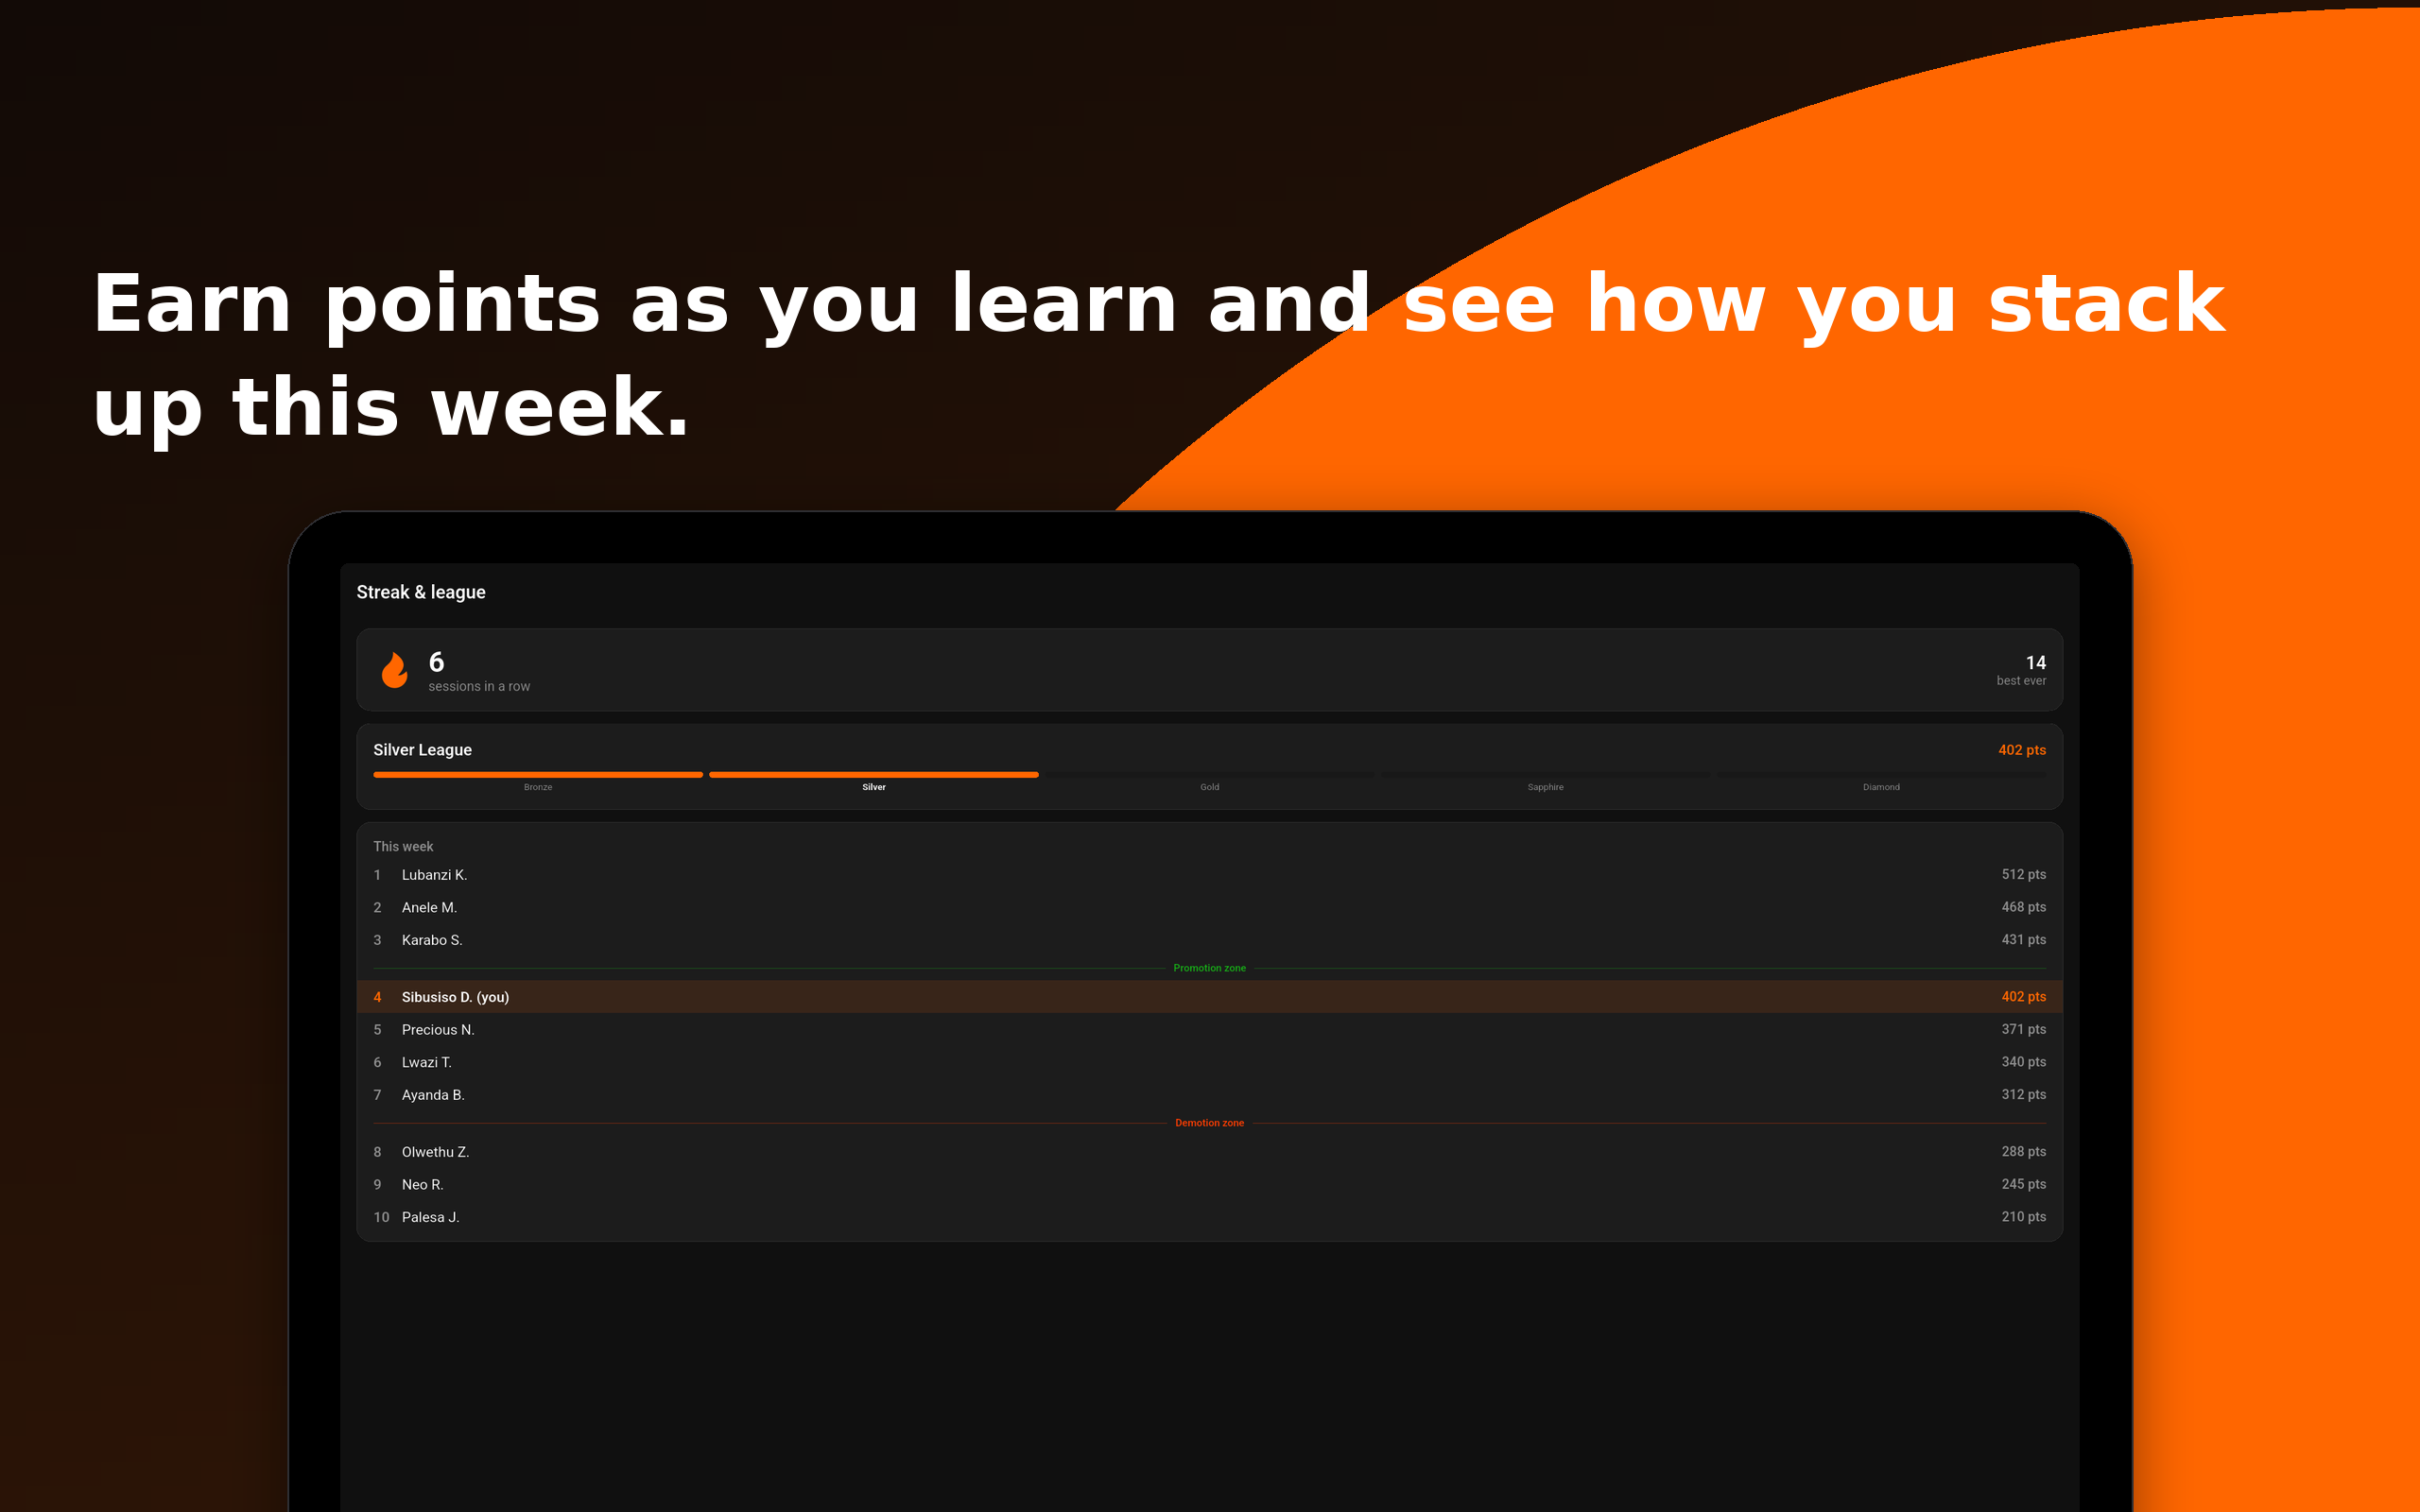 Earn points as you learn and see how you stack
up this week.
Streak & league
6
sessions in a row
14
best ever
Silver League
402 pts
Bronze
Silver
Gold
Sapphire
Diamond
This week
1 Lubanzi K. 512 pts
2 Anele M. 468 pts
3 Karabo S. 431 pts
Promotion zone
4 Sibusiso D. (you) 402 pts
5 Precious N. 371 pts
6 Lwazi T. 340 pts
7 Ayanda B. 312 pts
Demotion zone
8 Olwethu Z. 288 pts
9 Neo R. 245 pts
10 Palesa J. 210 pts